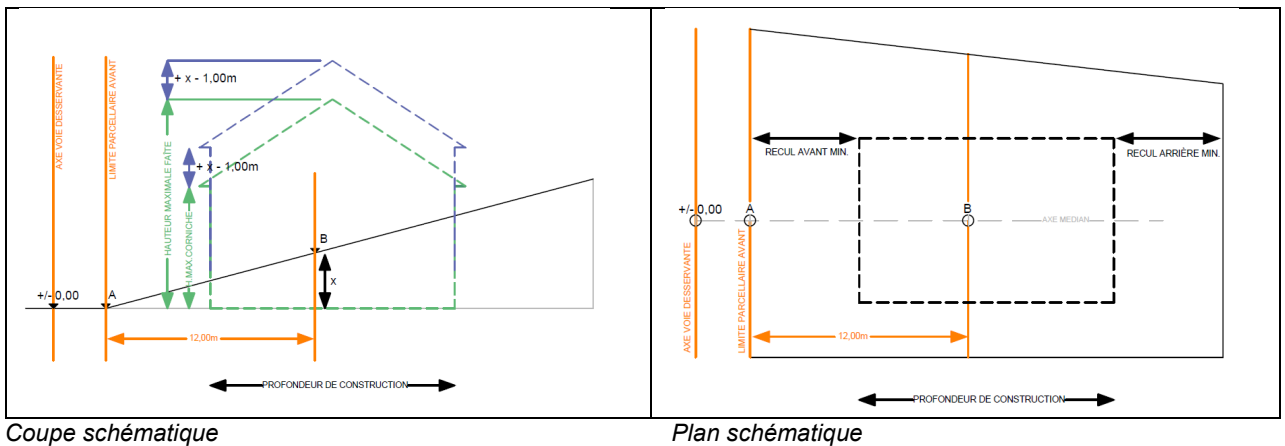 AXE VOIE DESSERVANTE
LIMITE PARCELLAIRE AVANT
+ x - 1,00m
HAUTEUR MAXIMALE FAÎTE
+ x - 1,00m
H.MAX.CORNICHE
B
x
+/- 0,00
A
12,00m
PROFONDEUR DE CONSTRUCTION
RECUL AVANT MIN.
RECUL ARRIÈRE MIN.
+/- 0,00
A
B
AXE MEDIAN
AXE VOIE DESSERVANTE
LIMITE PARCELLAIRE AVANT
12,00m
PROFONDEUR DE CONSTRUCTION
Coupe schématique
Plan schématique